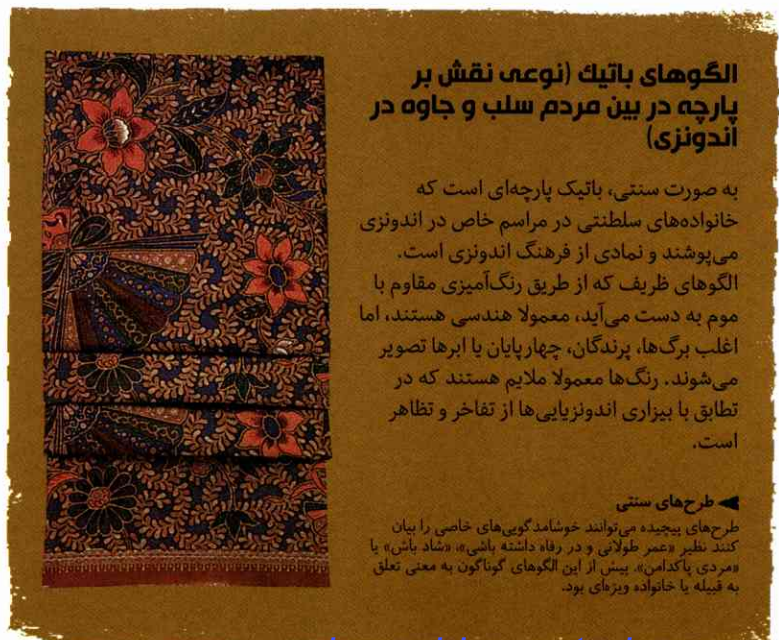 الگوهای باتیك (نوعی نقش بر
پارچه در بین مردم سلب و جاوه در
اندونزی)
به صورت سنتی، باتیک پارچه‌ای است که
خانواده‌های سلطنتی در مراسم خاص در اندونزی
می‌پوشند و نمادی از فرهنگ اندونزی است.
الگوهای ظریف که از طریق رنگ‌آمیزی مقاوم با
موم به دست می‌آید، معمولا هندسی هستند، اما
اغلب برگ‌ها، پرندگان، چهارپایان یا ابرها تصویر
می‌شوند. رنگ‌ها معمولا ملایم هستند که در
تطابق با بیزاری اندونزیایی‌ها از تفاخر و تظاهر
است.
طرح‌های سنتی
طرح‌های پیچیده می‌توانند خوشامدگویی‌های خاصی را بیان
کنند نظیر «عمر طولانی و در رفاه داشته باشی»، «شاد باش» یا
«مردی پاکدامن». پیش از این الگوهای گوناگون به معنی تعلق
به قبیله یا خانواده ویژه‌ای بود.